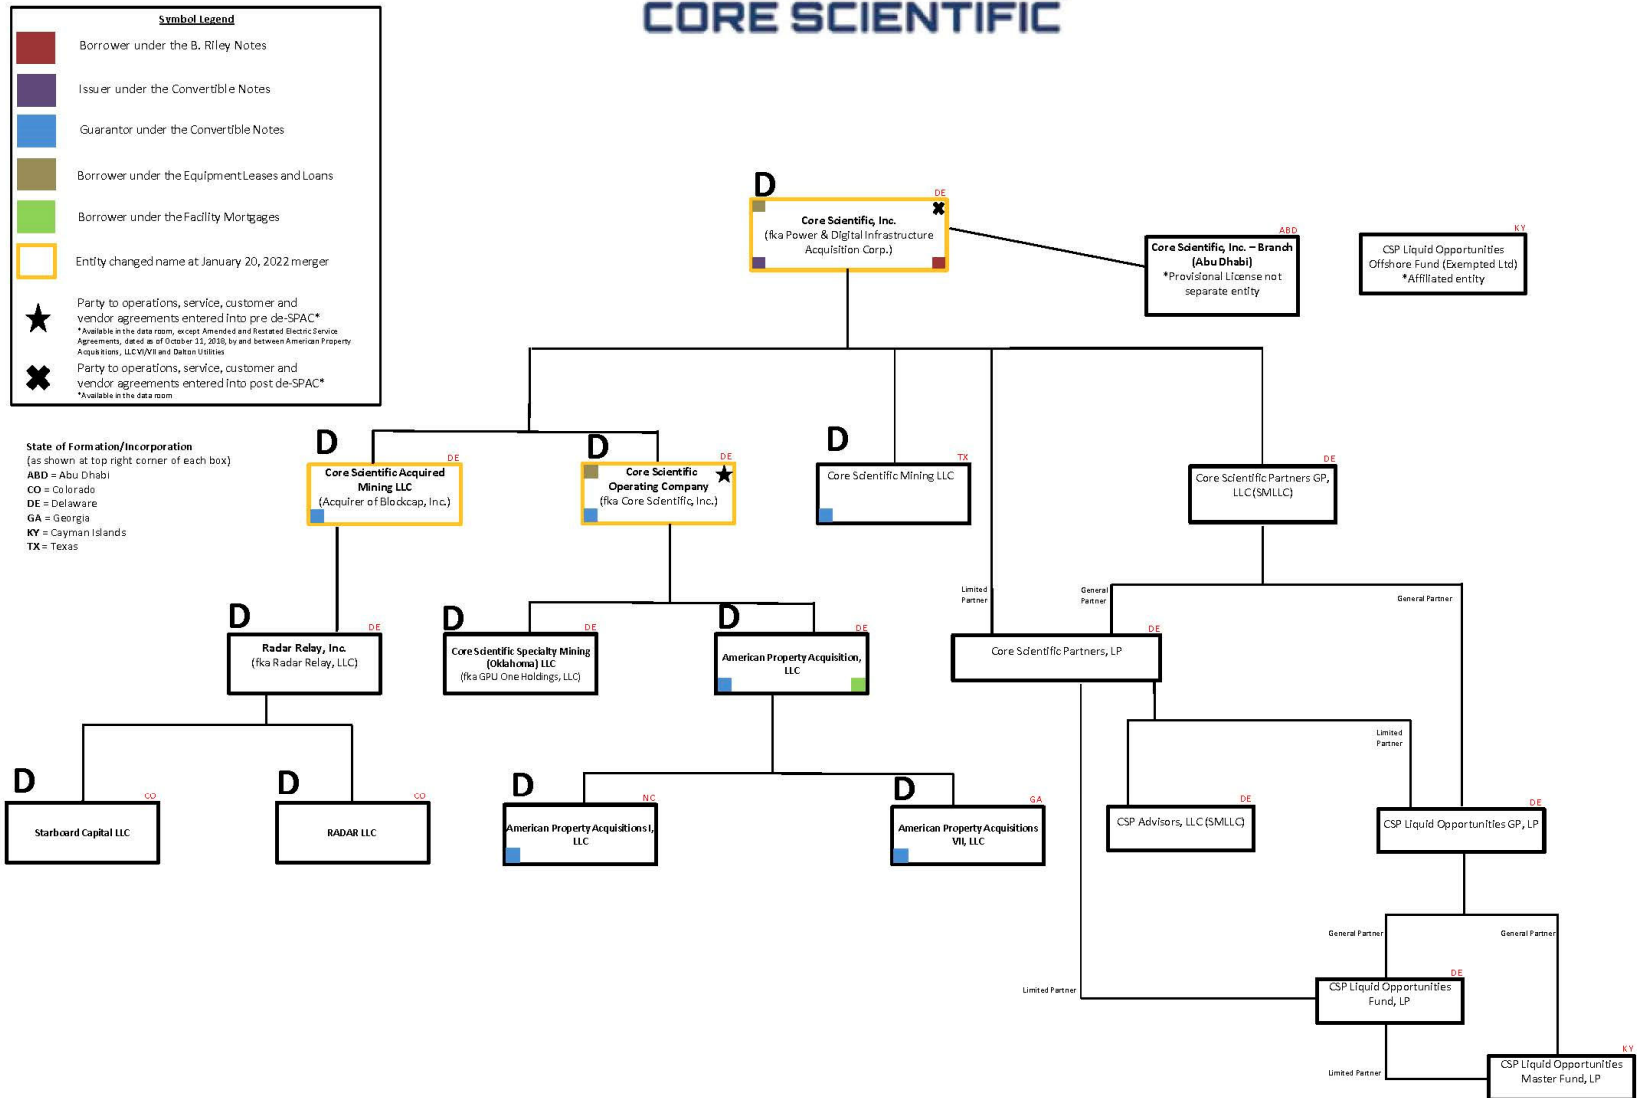 CORE SCIENTIFIC
Symbol Legend
Borrower under the B. Riley Notes
Issuer under the Convertible Notes
Guarantor under the Convertible Notes
Borrower under the Equipment Leases and Loans
Borrower under the Facility Mortgages
Entity changed name at January 20, 2022 merger
Party to operations, service, customer and
vendor agreements entered into pre de-SPAC*
*Available in the data room, except Amended and Restated Electric Service
Agreements, dated as of October 11, 2018, by and between American Property
Acquisitions, LLC VI/VII and Dalton Utilities
Party to operations, service, customer and
vendor agreements entered into post de-SPAC*
*Available in the data room
State of Formation/Incorporation
(as shown at top right corner of each box)
ABD = Abu Dhabi
CO = Colorado
DE = Delaware
GA = Georgia
KY = Cayman Islands
TX = Texas
D
DE
Core Scientific, Inc.
(fka Power & Digital Infrastructure
Acquisition Corp.)
ABD
Core Scientific, Inc. – Branch
(Abu Dhabi)
*Provisional License not
separate entity
KY
CSP Liquid Opportunities
Offshore Fund (Exempted Ltd)
*Affiliated entity
D
DE
Core Scientific Acquired
Mining LLC
(Acquirer of Blockcap, Inc.)
D
DE
Core Scientific
Operating Company
(fka Core Scientific, Inc.)
D
TX
Core Scientific Mining LLC
DE
Core Scientific Partners GP,
LLC (SMLLC)
Limited
Partner
General
Partner
General Partner
D
DE
Radar Relay, Inc.
(fka Radar Relay, LLC)
D
DE
Core Scientific Specialty Mining
(Oklahoma) LLC
(fka GPU One Holdings, LLC)
D
DE
American Property Acquisition,
LLC
DE
Core Scientific Partners, LP
Limited
Partner
D
CO
Starboard Capital LLC
D
CO
RADAR LLC
D
NC
American Property Acquisitions I,
LLC
D
GA
American Property Acquisitions
VII, LLC
DE
CSP Advisors, LLC (SMLLC)
DE
CSP Liquid Opportunities GP, LP
General Partner
General Partner
Limited Partner
DE
CSP Liquid Opportunities
Fund, LP
Limited Partner
KY
CSP Liquid Opportunities
Master Fund, LP